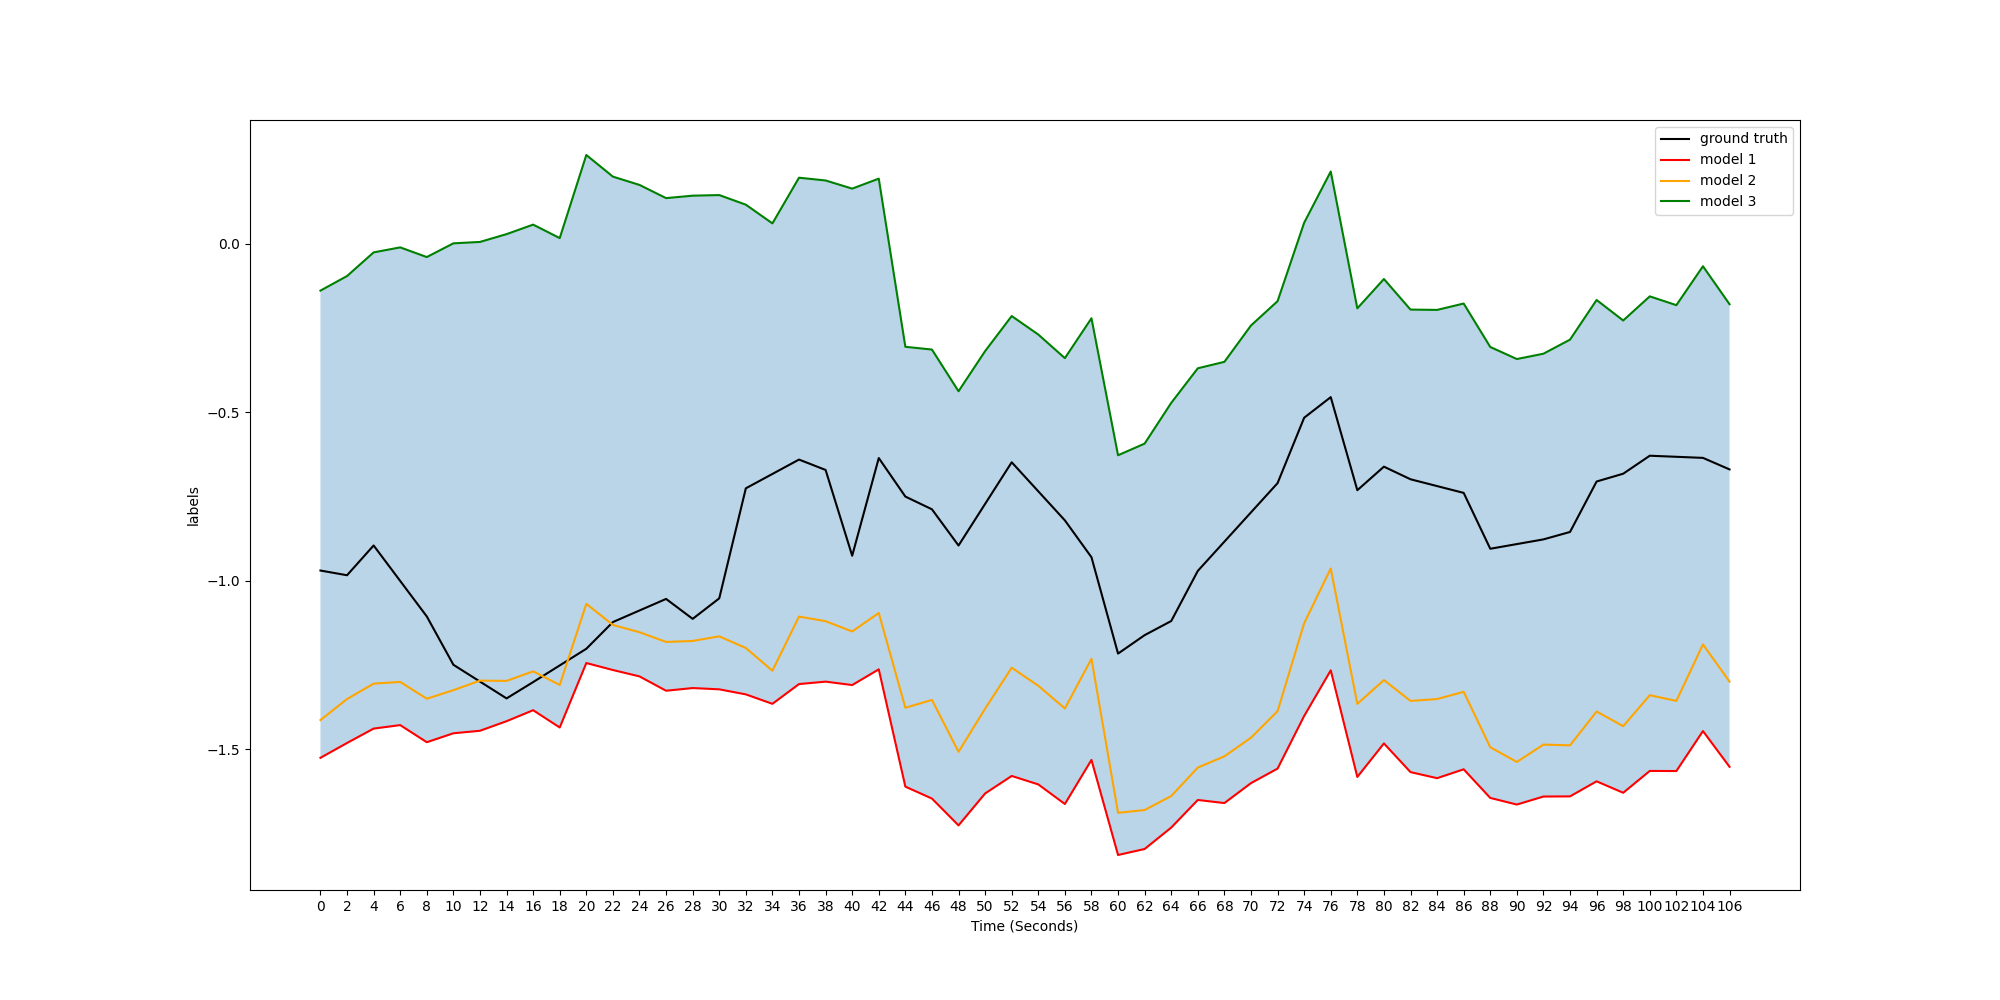 ground truth
model 1
model 2
model 3
0.0
−0.5
−1.0
−1.5
labels
0 2 4 6 8 10 12 14 16 18 20 22 24 26 28 30 32 34 36 38 40 42 44 46 48 50 52 54 56 58 60 62 64 66 68 70 72 74 76 78 80 82 84 86 88 90 92 94 96 98 100 102 104 106
Time (Seconds)